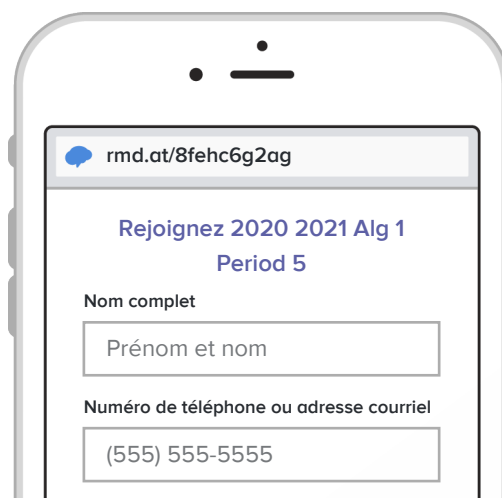 rmd.at/8fehc6g2ag
Rejoignez 2020 2021 Alg 1
Period 5
Nom complet
Prénom et nom
Numéro de téléphone ou adresse courriel
(555) 555-5555